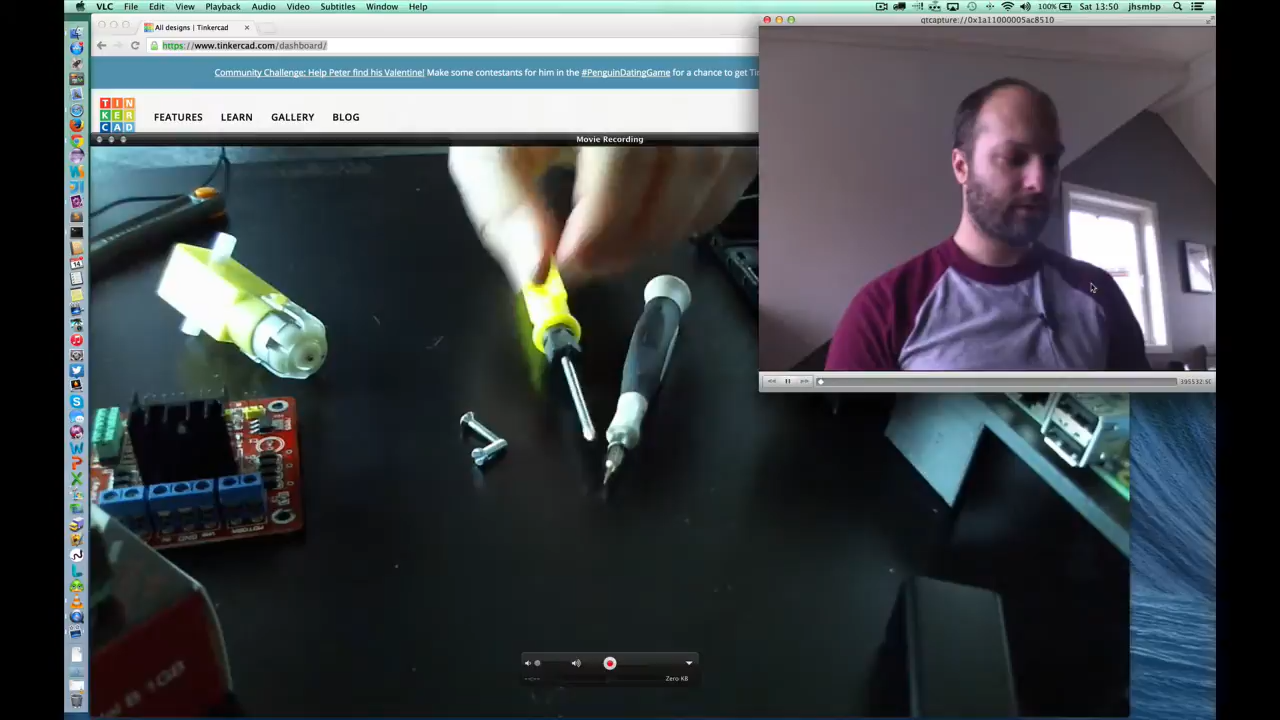 VLC File Edit View Playback Audio Video Subtitles Window Help 100% Sat 13:50 jhsmbp
All designs | Tinkercad
https://www.tinkercad.com/dashboard/
qtcapture://0x1a11000005ac8510
Community Challenge: Help Peter find his Valentine! Make some contestants for him in the #PenguinDatingGame for a chance to get
TIN
KER
CAD
FEATURES LEARN GALLERY BLOG
Movie Recording
B 1GB
Zero KB